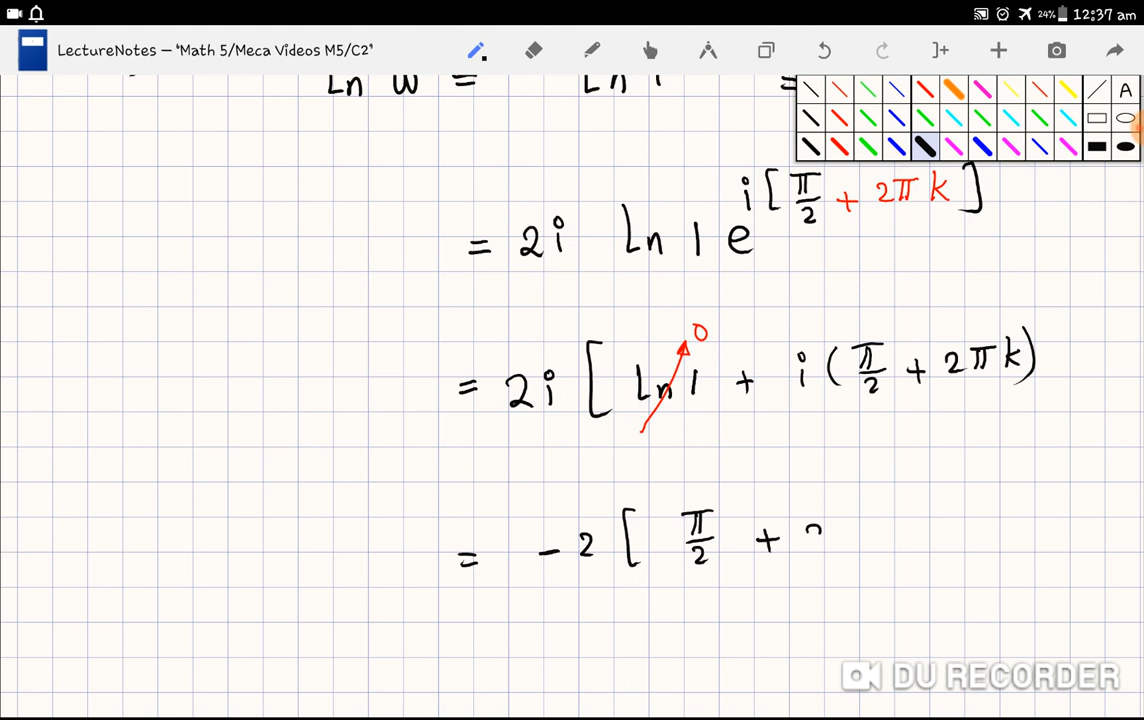 24% 12:37 am
LectureNotes – ‘Math 5/Meca Videos M5/C2’
A
Ln w = Ln i =
= 2i Ln 1 e^{i[π/2 + 2πk]}
0
= 2i [ Ln 1 + i(π/2 + 2πk)
= -2 [ π/2 +
DU RECORDER